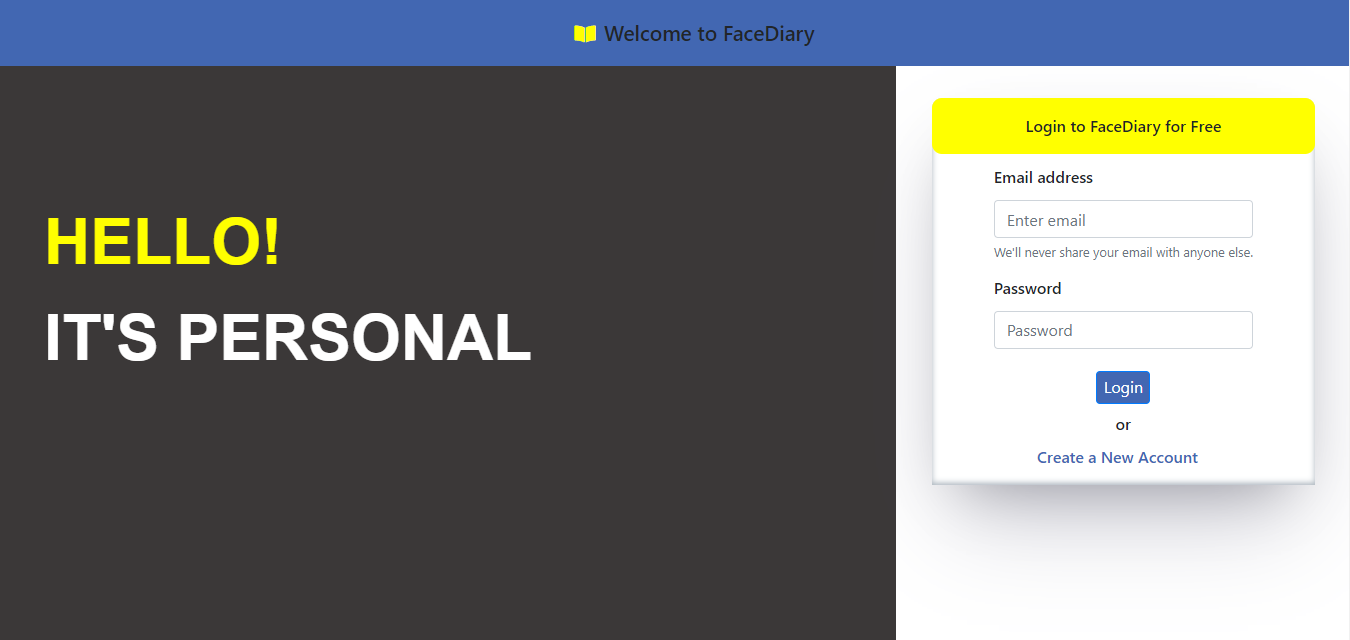 Welcome to FaceDiary
HELLO!
IT'S PERSONAL
Login to FaceDiary for Free
Email address
Enter email
We'll never share your email with anyone else.
Password
Password
Login
or
Create a New Account